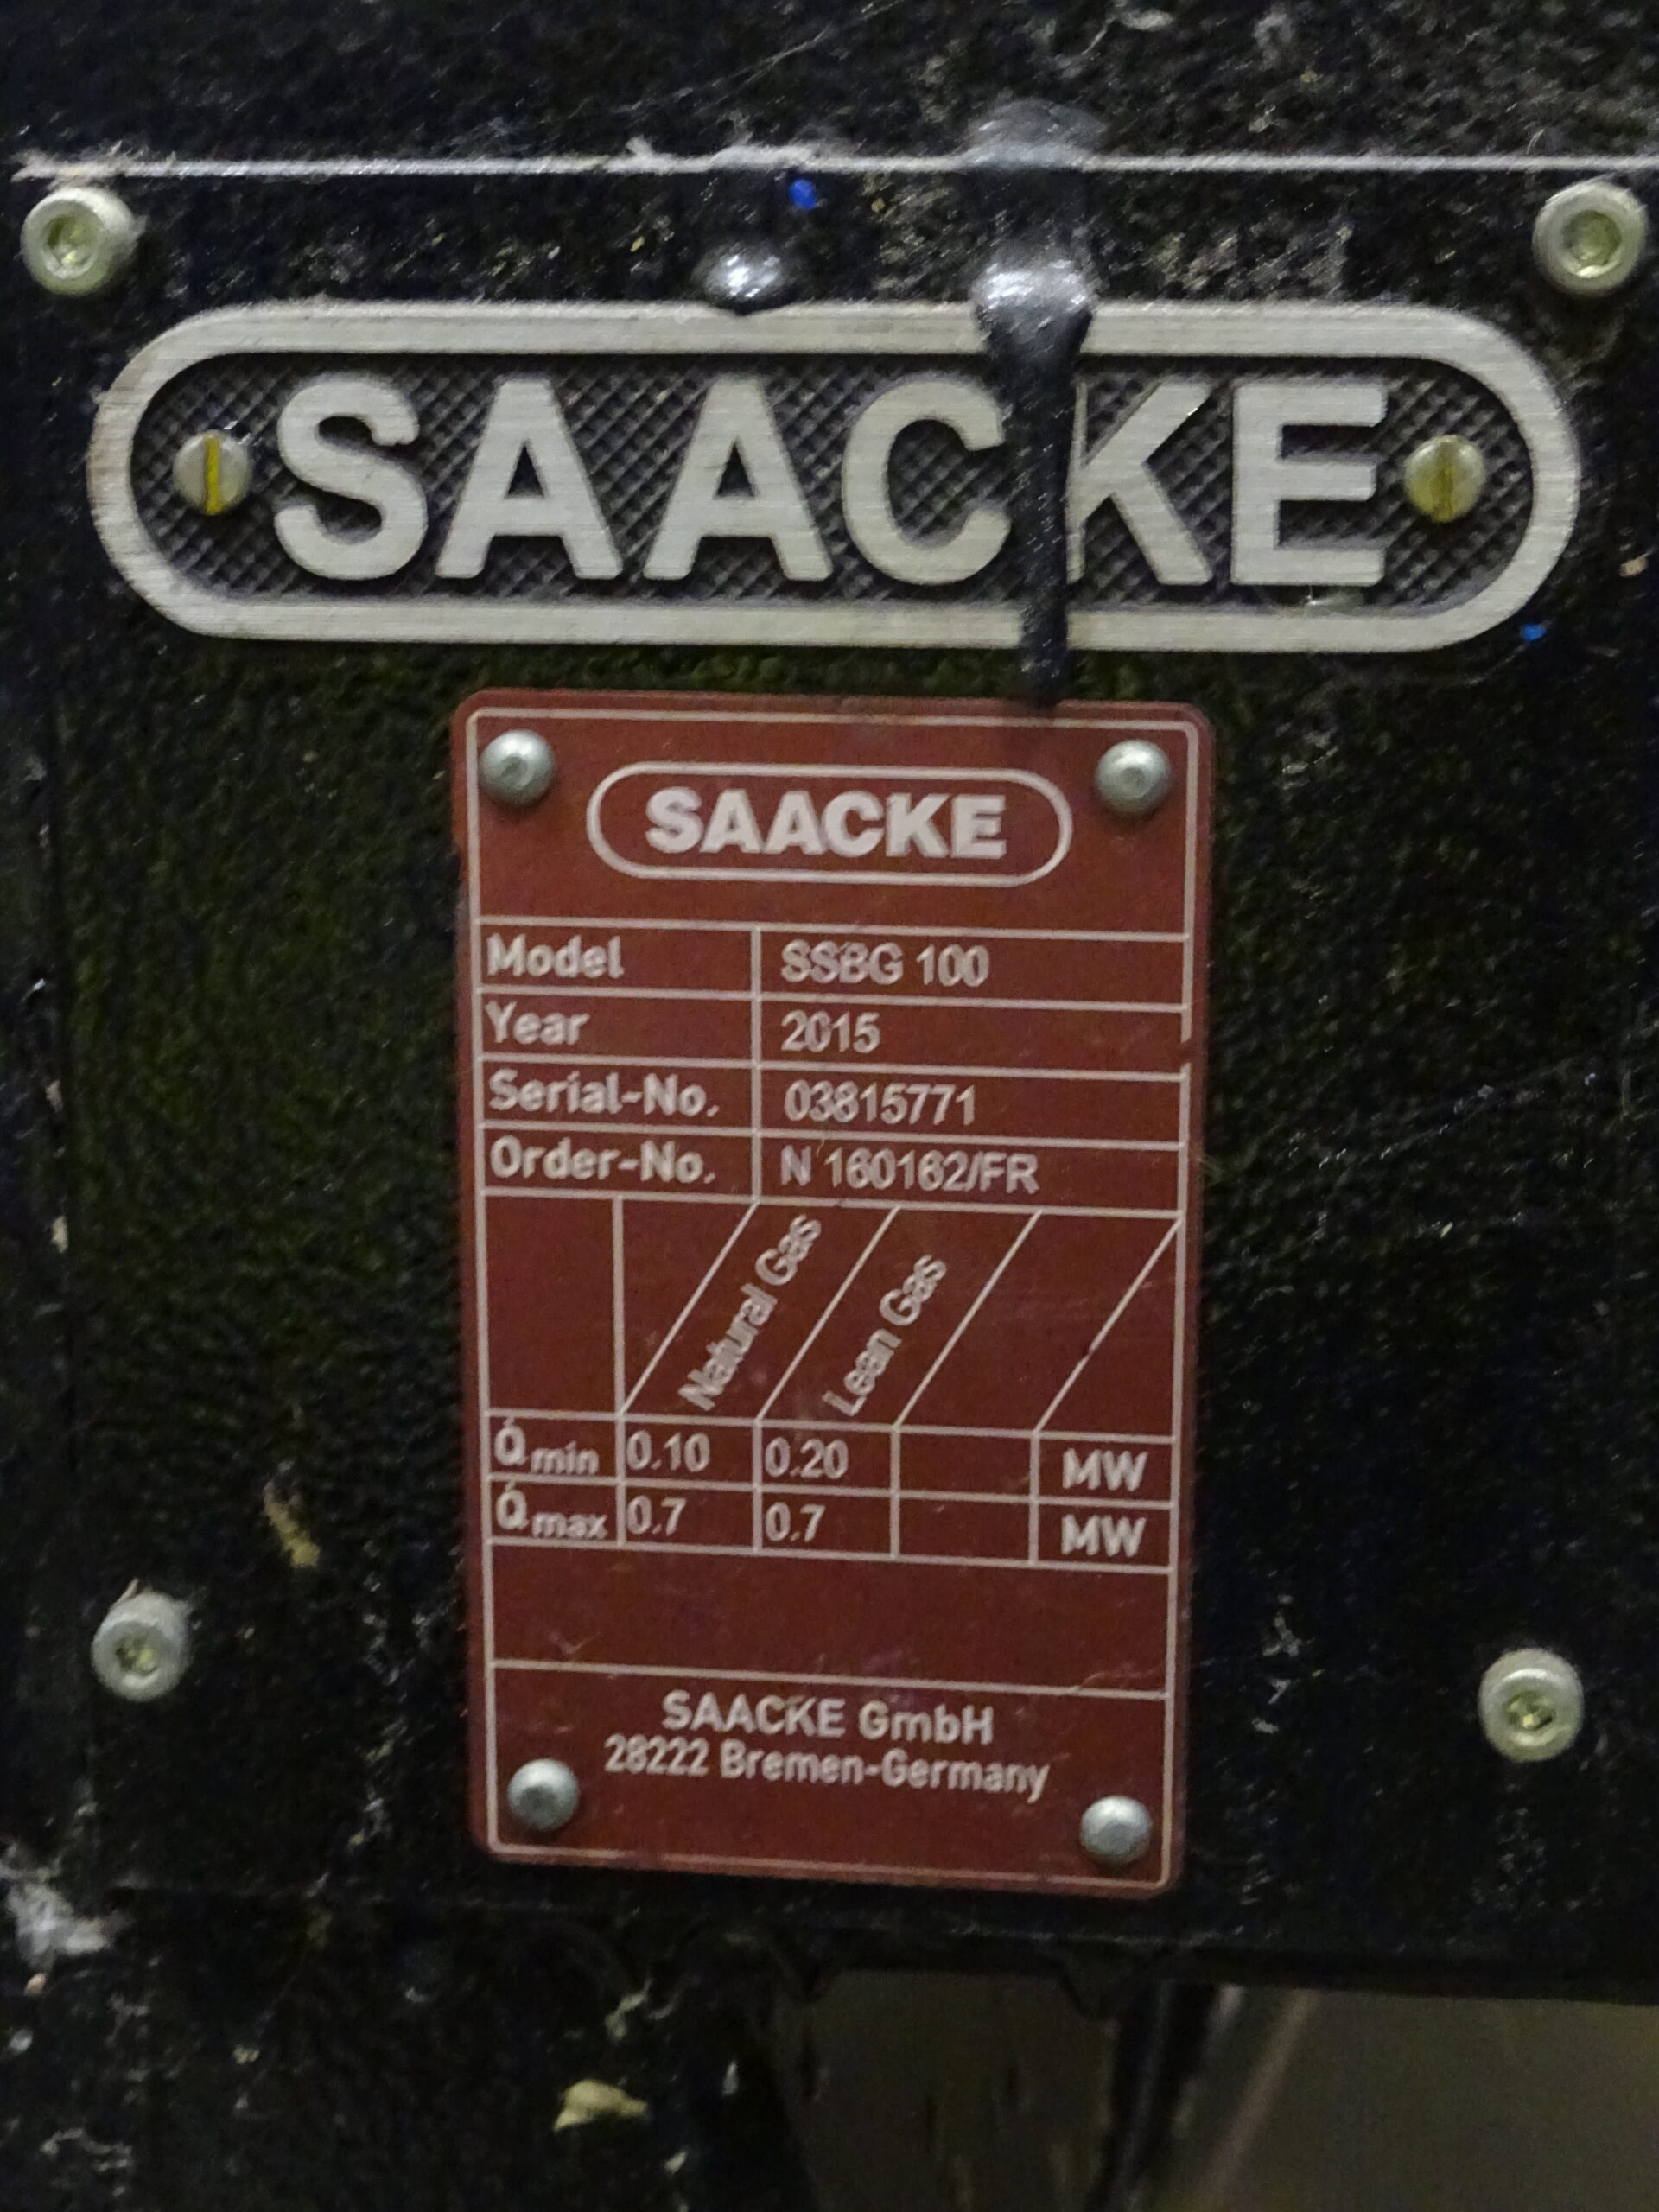 SAACKE
SAACKE
Model SSBG 100
Year 2015
Serial-No. 03815771
Order-No. N 160162/FR
Natural Gas Lean Gas
Q̇min 0.10 0.20 MW
Q̇max 0.7 0.7 MW
SAACKE GmbH
28222 Bremen-Germany